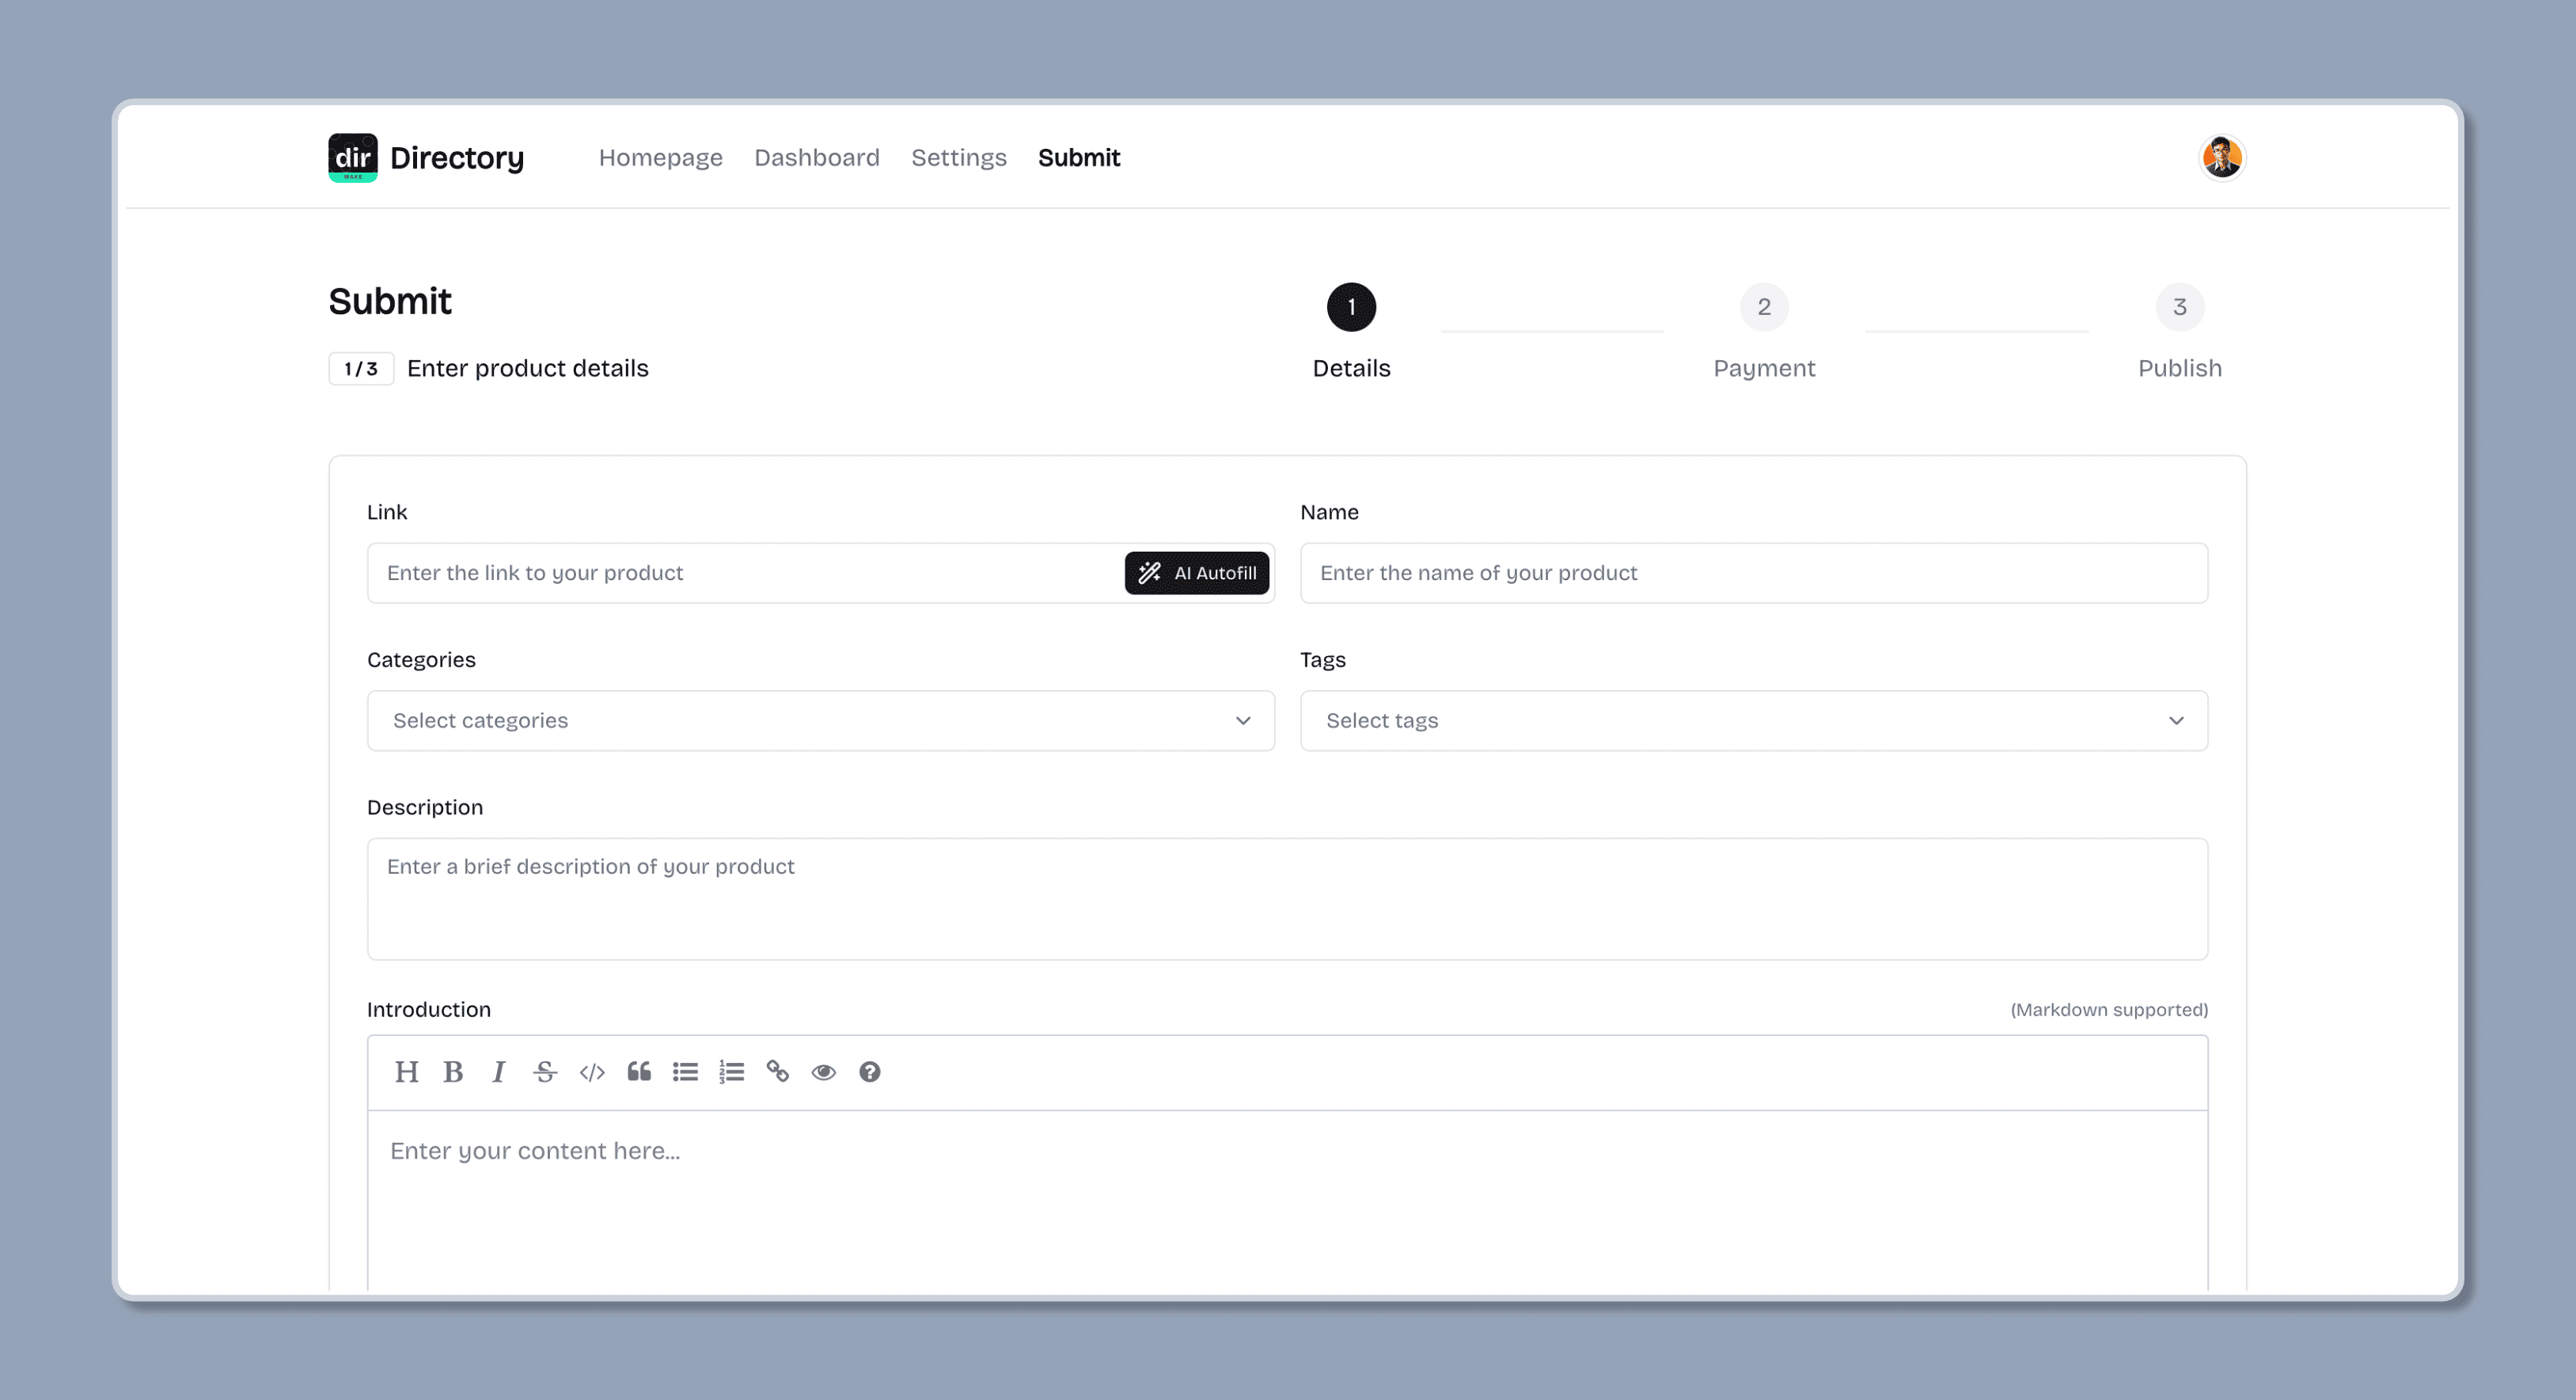 dir
MAKE
Directory
Homepage Dashboard Settings Submit
Submit
1 / 3 Enter product details
1 2 3
Details Payment Publish
Link Name
Enter the link to your product AI Autofill Enter the name of your product
Categories Tags
Select categories Select tags
Description
Enter a brief description of your product
Introduction (Markdown supported)
H B I S </> 
Enter your content here...